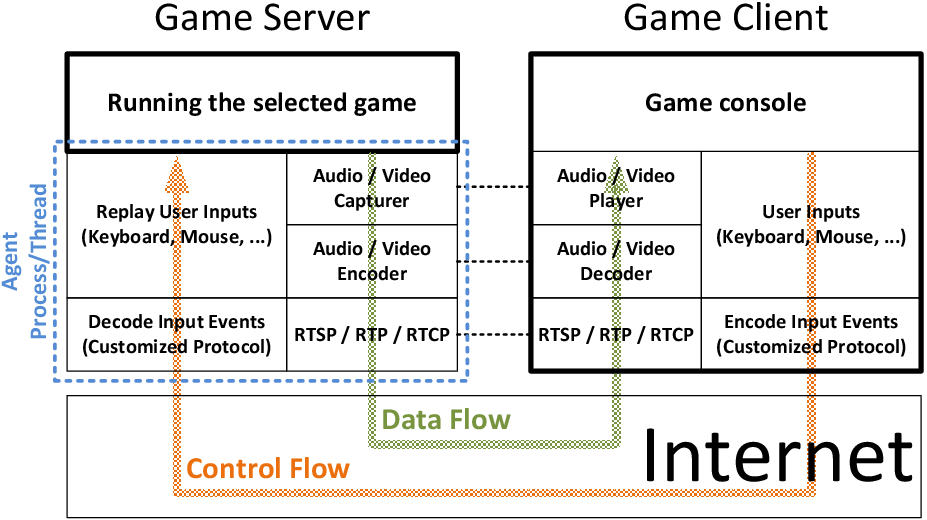 Game Server
Game Client
Running the selected game
Game console
Agent
Process/Thread
Replay User Inputs
(Keyboard, Mouse, ...)
Audio / Video
Capturer
Audio / Video
Player
User Inputs
(Keyboard, Mouse, ...)
Audio / Video
Encoder
Audio / Video
Decoder
Decode Input Events
(Customized Protocol)
RTSP / RTP / RTCP
RTSP / RTP / RTCP
Encode Input Events
(Customized Protocol)
Data Flow
Control Flow
Internet